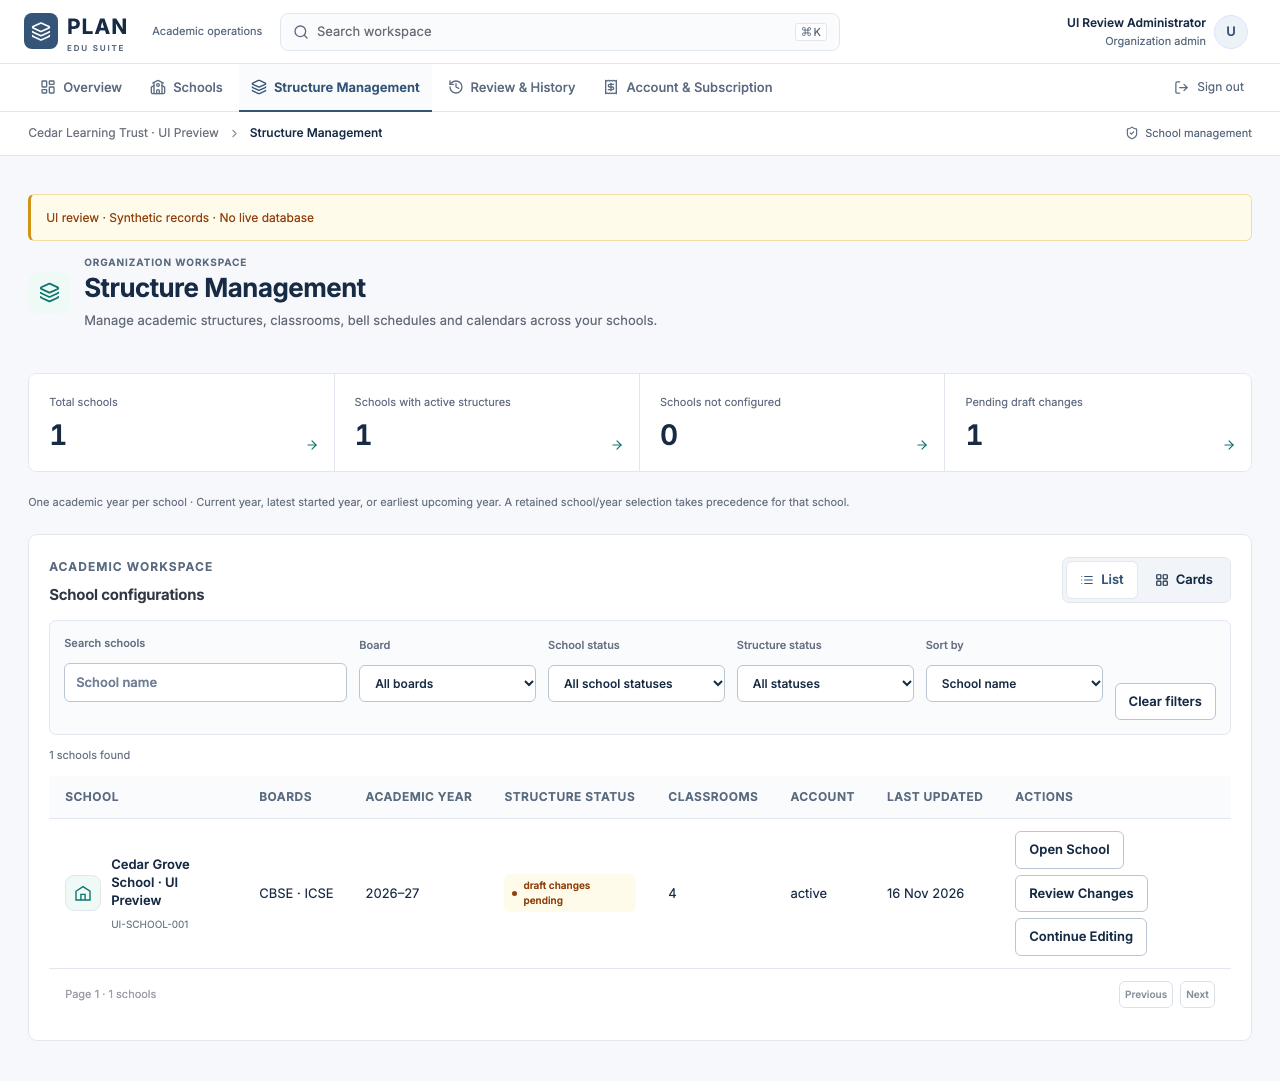 PLAN
EDU SUITE
Academic operations
Search workspace
⌘K
UI Review Administrator
Organization admin
U
Overview
Schools
Structure Management
Review & History
Account & Subscription
Sign out
Cedar Learning Trust · UI Preview
Structure Management
School management
UI review · Synthetic records · No live database
ORGANIZATION WORKSPACE
Structure Management
Manage academic structures, classrooms, bell schedules and calendars across your schools.
Total schools
1
Schools with active structures
1
Schools not configured
0
Pending draft changes
1
One academic year per school · Current year, latest started year, or earliest upcoming year. A retained school/year selection takes precedence for that school.
ACADEMIC WORKSPACE
School configurations
List
Cards
Search schools
School name
Board
All boards
School status
All school statuses
Structure status
All statuses
Sort by
School name
Clear filters
1 schools found
SCHOOL
BOARDS
ACADEMIC YEAR
STRUCTURE STATUS
CLASSROOMS
ACCOUNT
LAST UPDATED
ACTIONS
Cedar Grove
School · UI
Preview
UI-SCHOOL-001
CBSE · ICSE
2026–27
draft changes
pending
4
active
16 Nov 2026
Open School
Review Changes
Continue Editing
Page 1 · 1 schools
Previous
Next